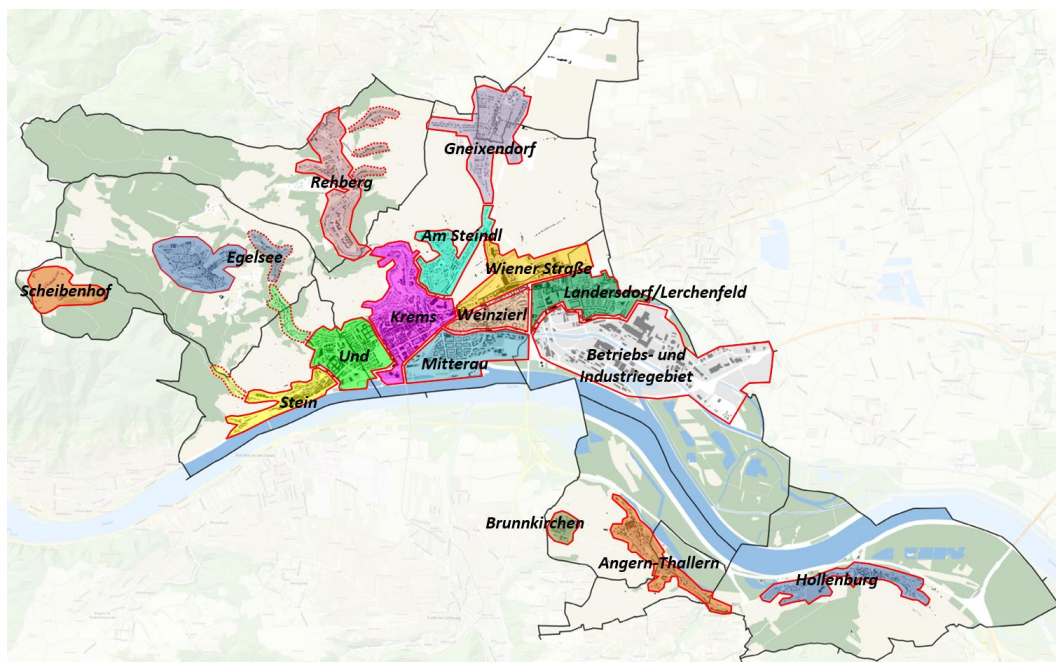 Gneixendorf
Rehberg
Am Steindl
Egelsee
Wiener Straße
Scheibenhof
Landersdorf/Lerchenfeld
Krems
Weinzierl
Und
Mitterau
Betriebs- und
Industriegebiet
Stein
Brunnkirchen
Angern-Thallern
Hollenburg